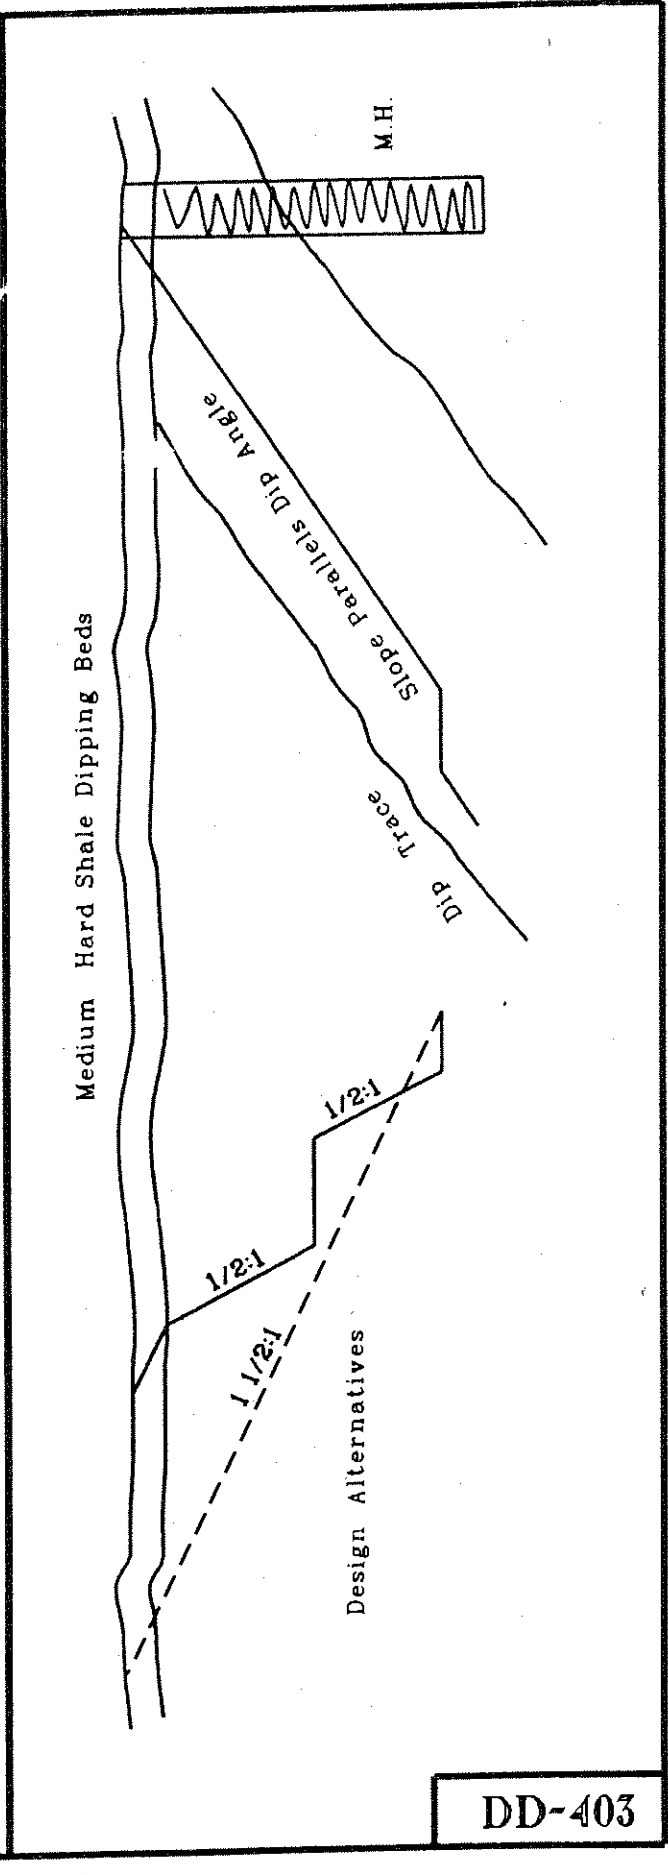 Medium Hard Shale Dipping Beds
M.H.
Slope Parallels Dip Angle
Dip Trace
1/2:1
1/2:1
1 1/2:1
Design Alternatives
DD-403